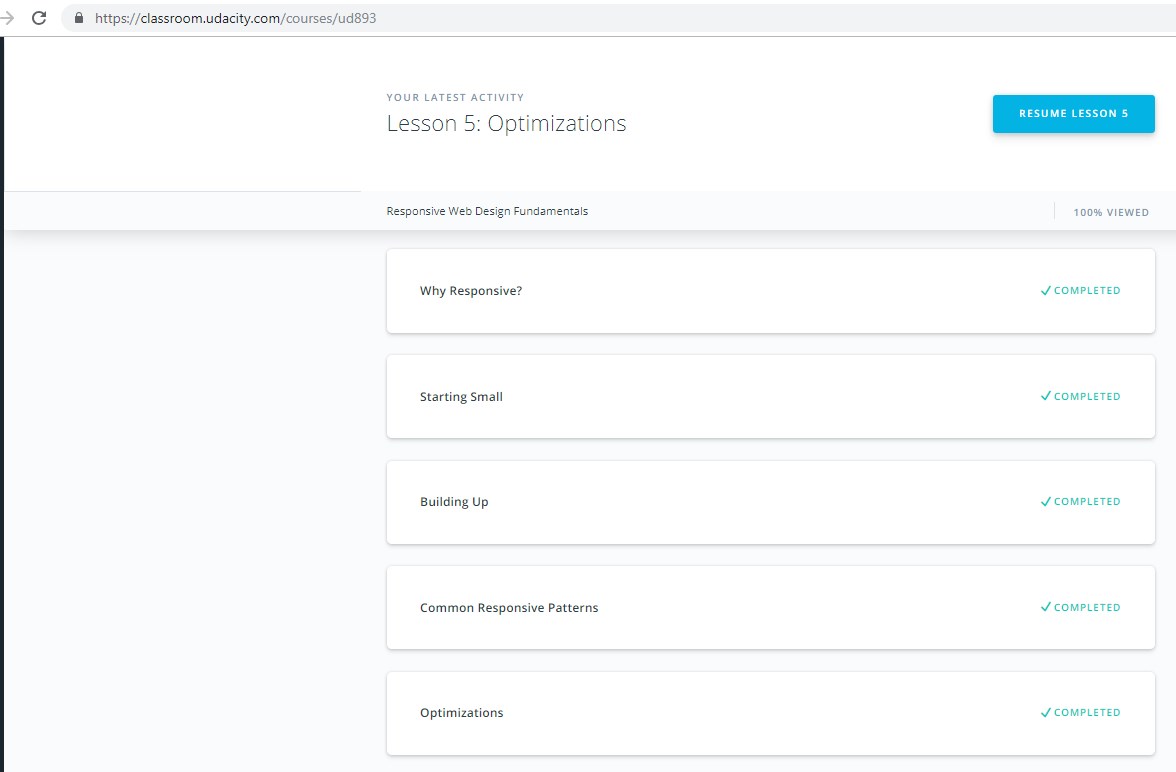 https://classroom.udacity.com/courses/ud893
YOUR LATEST ACTIVITY
Lesson 5: Optimizations
RESUME LESSON 5
Responsive Web Design Fundamentals
100% VIEWED
Why Responsive?
COMPLETED
Starting Small
COMPLETED
Building Up
COMPLETED
Common Responsive Patterns
COMPLETED
Optimizations
COMPLETED